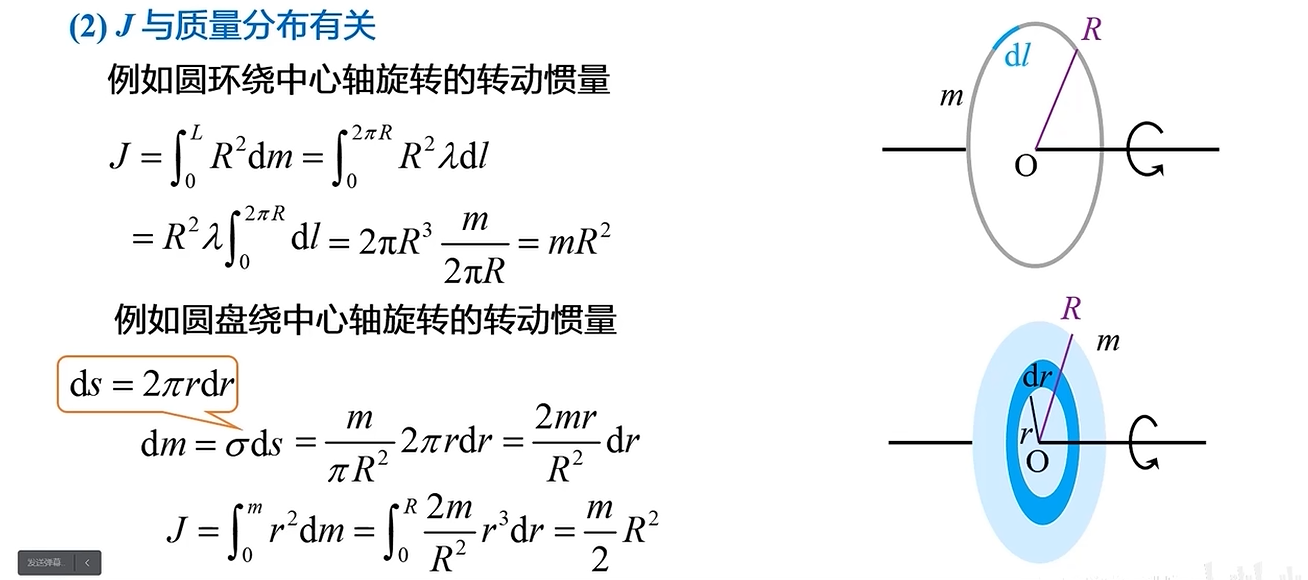 (2) J 与质量分布有关
例如圆环绕中心轴旋转的转动惯量
J = ∫₀ᴸ R²dm = ∫₀^{2πR} R²λdl
= R²λ∫₀^{2πR} dl = 2πR³ m/2πR = mR²
例如圆盘绕中心轴旋转的转动惯量
ds = 2πrdr
dm = σds = m/πR² 2πrdr = 2mr/R² dr
J = ∫₀ᵐ r²dm = ∫₀ᴿ 2m/R² r³dr = m/2 R²
发送弹幕... <
R
dl
m
O
R
m
dr
r
O